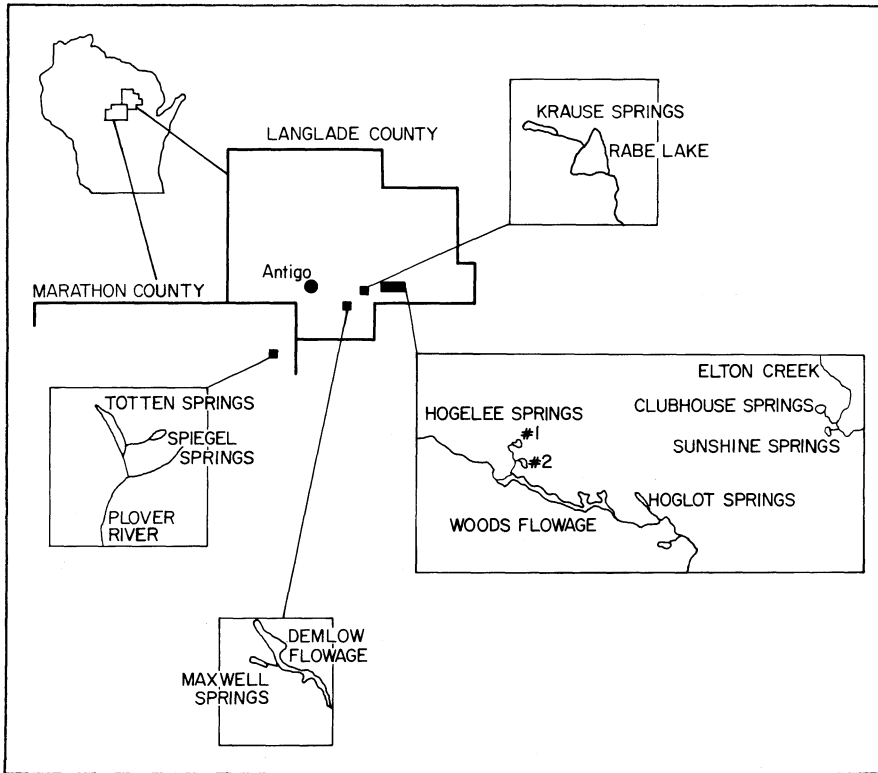 LANGLADE COUNTY
KRAUSE SPRINGS
RABE LAKE
Antigo
MARATHON COUNTY
TOTTEN SPRINGS
SPIEGEL
SPRINGS
PLOVER
RIVER
ELTON CREEK
CLUBHOUSE SPRINGS
SUNSHINE SPRINGS
HOGELEE SPRINGS
#1
#2
HOGLOT SPRINGS
WOODS FLOWAGE
DEMLOW
FLOWAGE
MAXWELL
SPRINGS